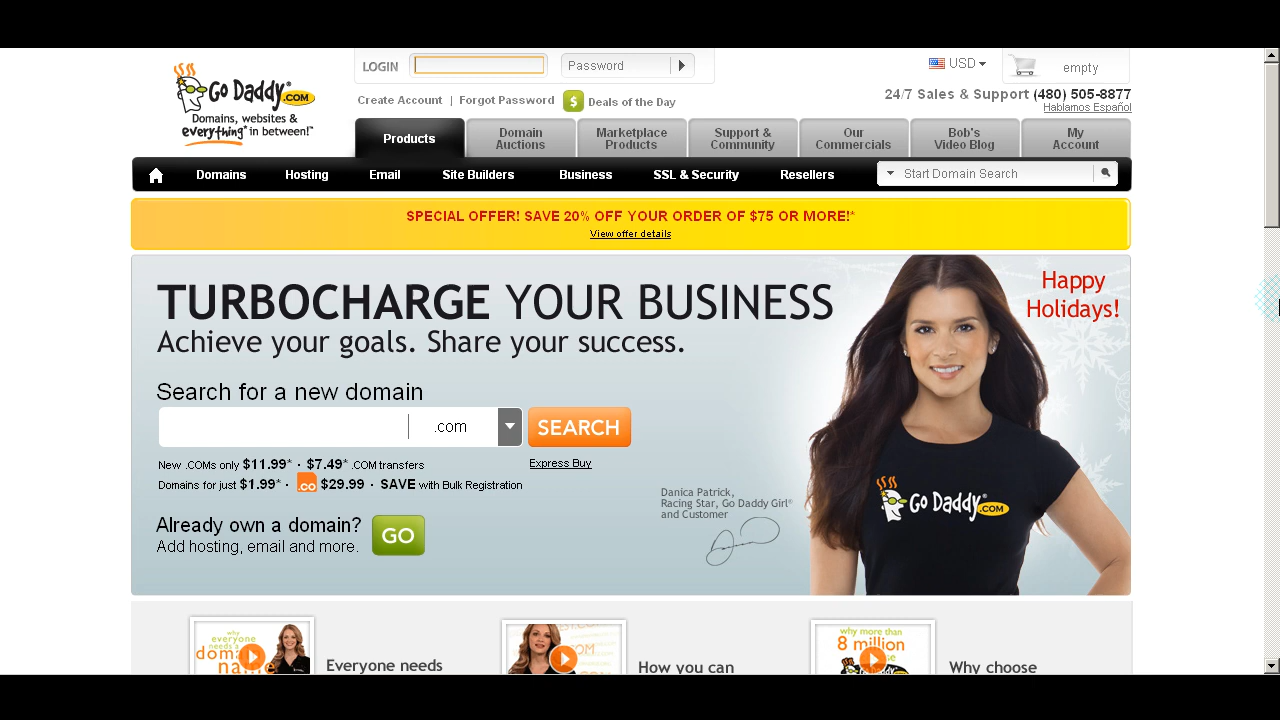 LOGIN
Password
USD
empty
Go Daddy.COM
Domains, websites &
everything* in between!™
Create Account | Forgot Password
$ Deals of the Day
24/7 Sales & Support (480) 505-8877
Hablamos Español
Products
Domain
Auctions
Marketplace
Products
Support &
Community
Our
Commercials
Bob's
Video Blog
My
Account
Domains
Hosting
Email
Site Builders
Business
SSL & Security
Resellers
Start Domain Search
SPECIAL OFFER! SAVE 20% OFF YOUR ORDER OF $75 OR MORE!*
View offer details
TURBOCHARGE YOUR BUSINESS
Achieve your goals. Share your success.
Happy
Holidays!
Search for a new domain
.com
SEARCH
New .COMs only $11.99* · $7.49* .COM transfers
Domains for just $1.99* · .co $29.99 · SAVE with Bulk Registration
Express Buy
Already own a domain?
Add hosting, email and more.
GO
Danica Patrick,
Racing Star, Go Daddy Girl®
and Customer
Go Daddy®.COM
why
everyone
needs a
domain
name
Everyone needs
How you can
why more than
8 million
Why choose